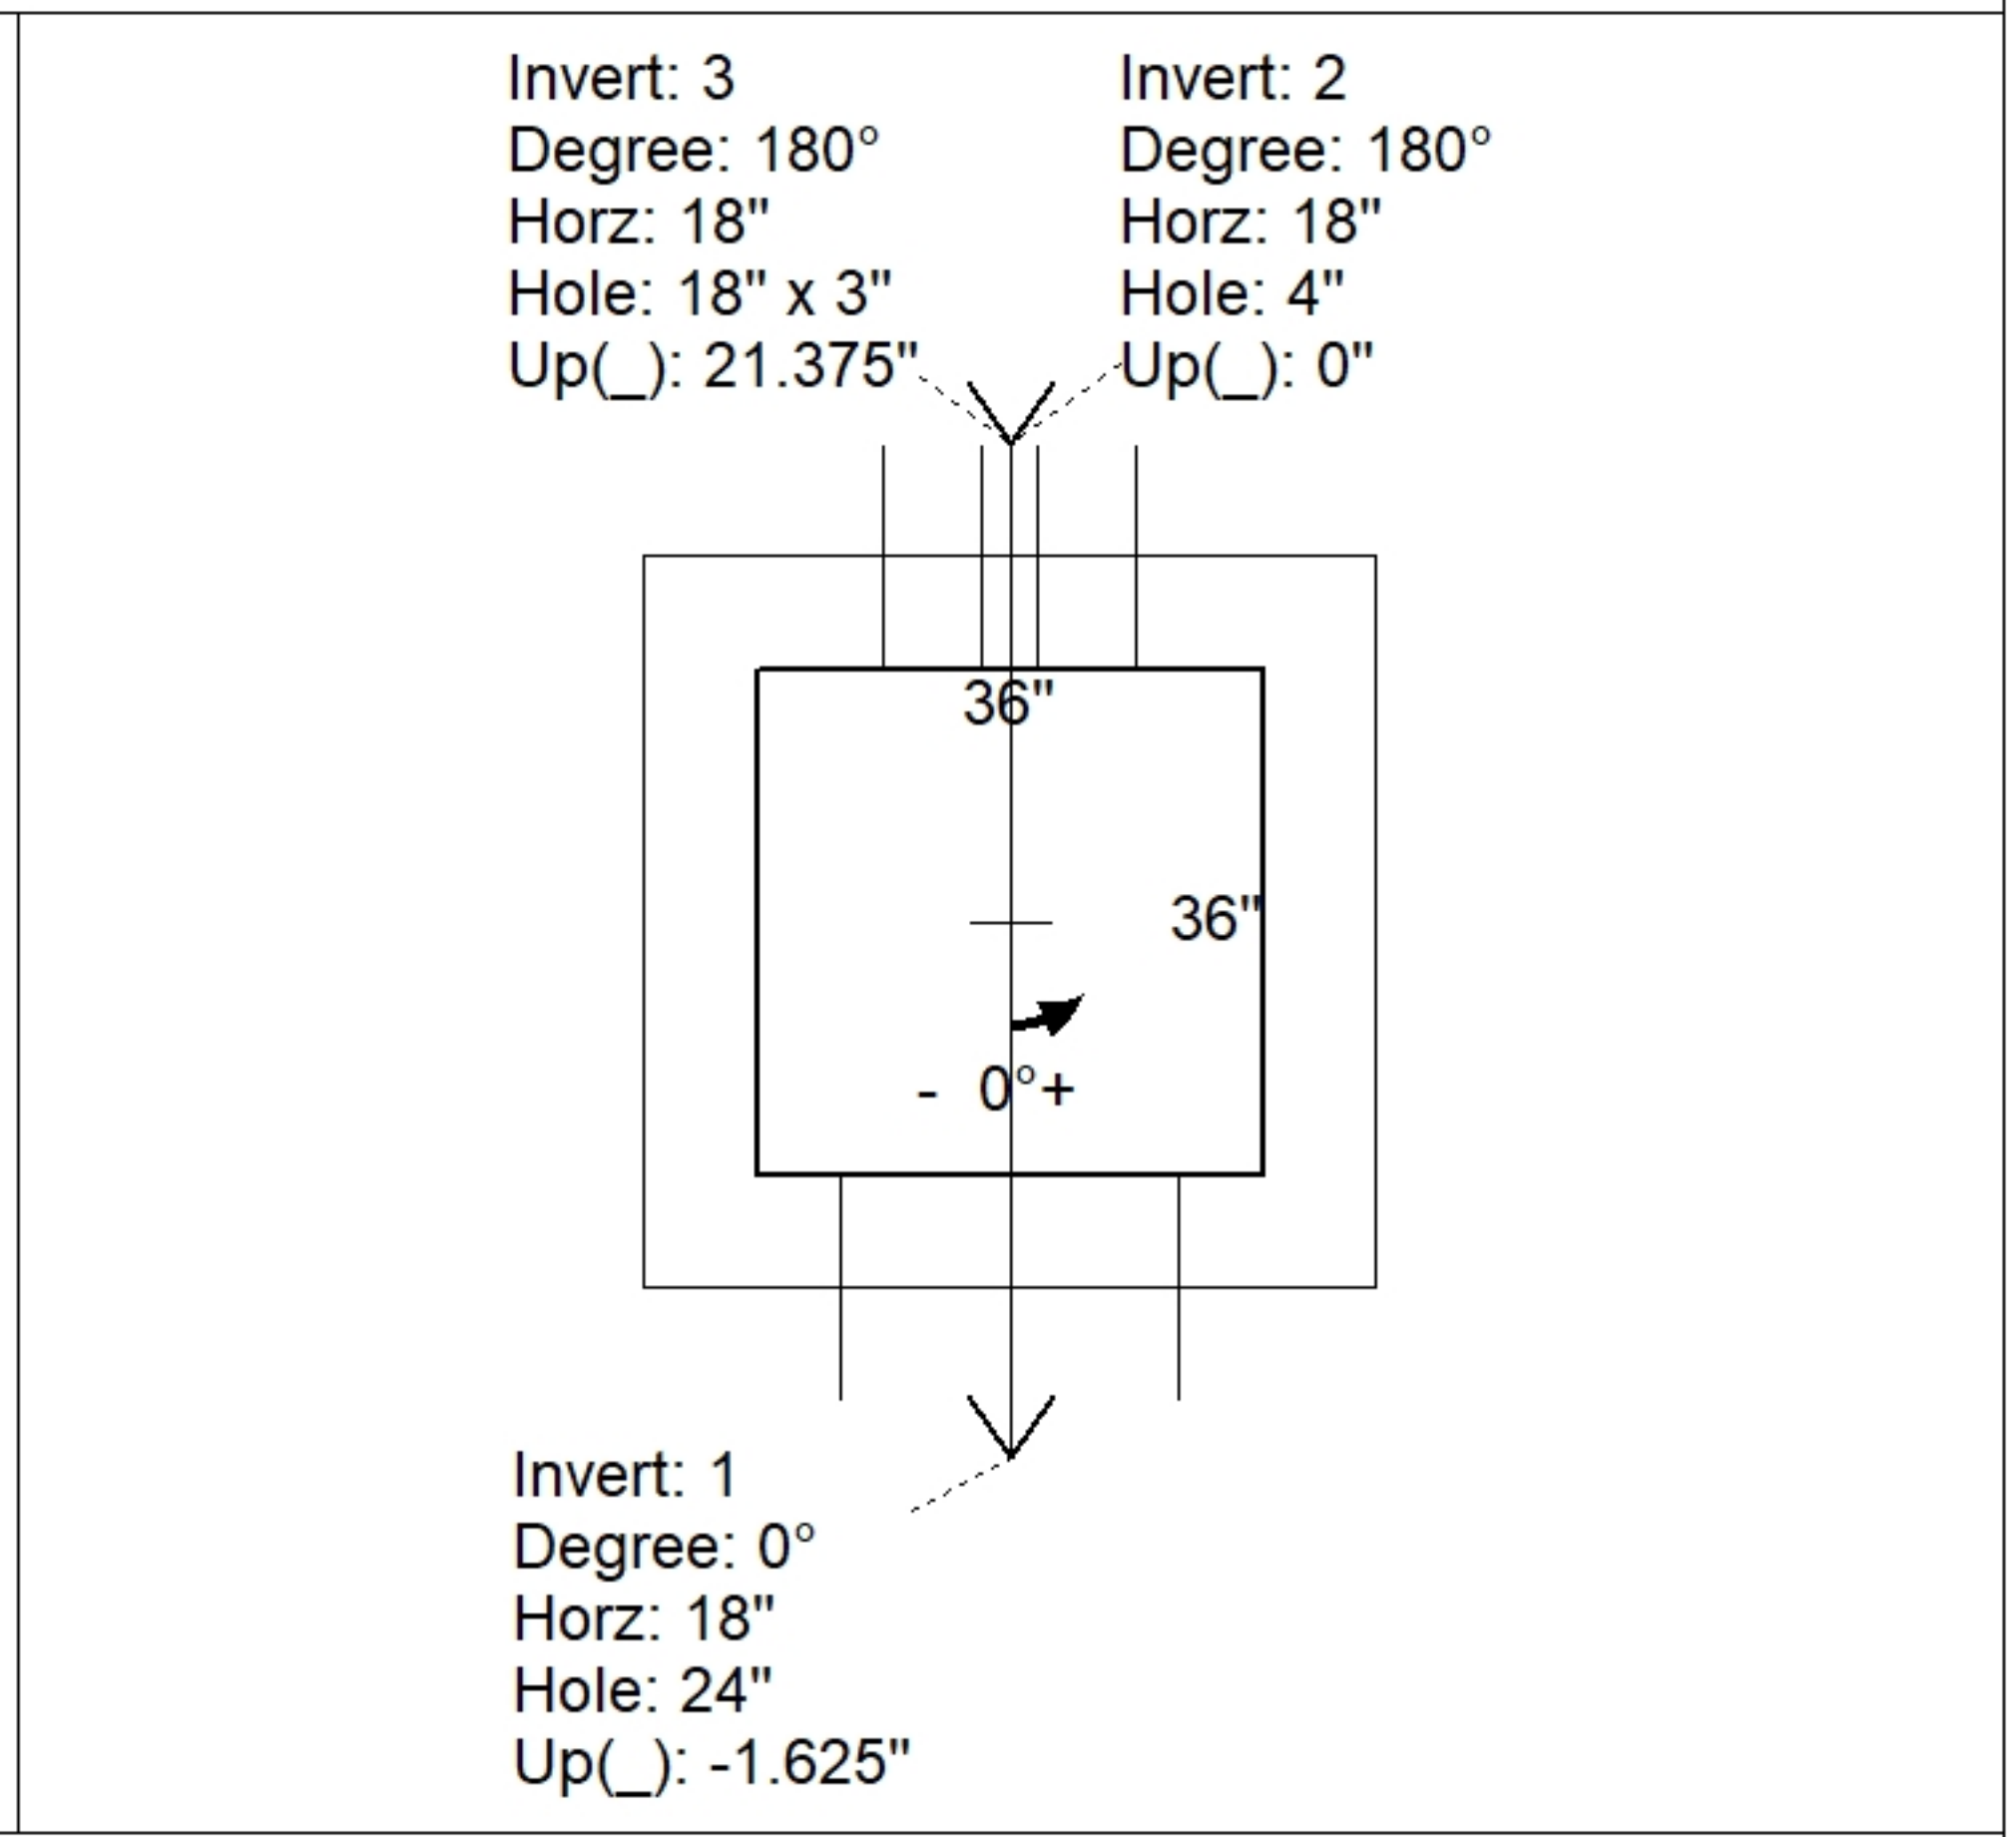 Invert: 3
Degree: 180°
Horz: 18"
Hole: 18" x 3"
Up(_): 21.375"
Invert: 2
Degree: 180°
Horz: 18"
Hole: 4"
Up(_): 0"
36"
36"
- 0°+
Invert: 1
Degree: 0°
Horz: 18"
Hole: 24"
Up(_): -1.625"